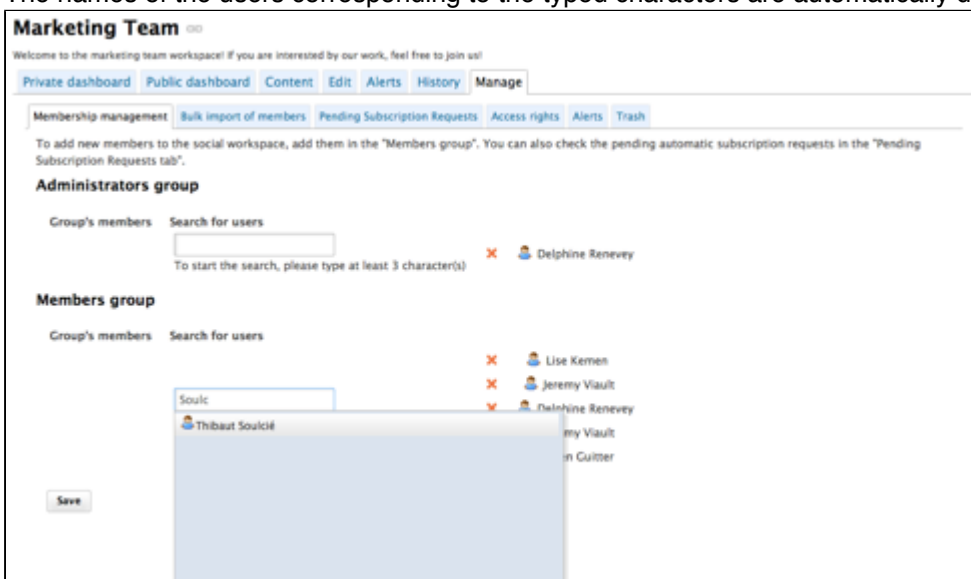 The names of the users corresponding to the typed characters are automatically d
Marketing Team
Welcome to the marketing team workspace! If you are interested by our work, feel free to join us!
Private dashboard Public dashboard Content Edit Alerts History Manage
Membership management Bulk import of members Pending Subscription Requests Access rights Alerts Trash
To add new members to the social workspace, add them in the "Members group". You can also check the pending automatic subscription requests in the "Pending
Subscription Requests tab".
Administrators group
Group's members Search for users
Delphine Renevey
To start the search, please type at least 3 character(s)
Members group
Group's members Search for users
Lise Kemen
Jeremy Viault
Soulc
Delphine Renevey
Thibaut Soulcié
my Viault
n Guitter
Save